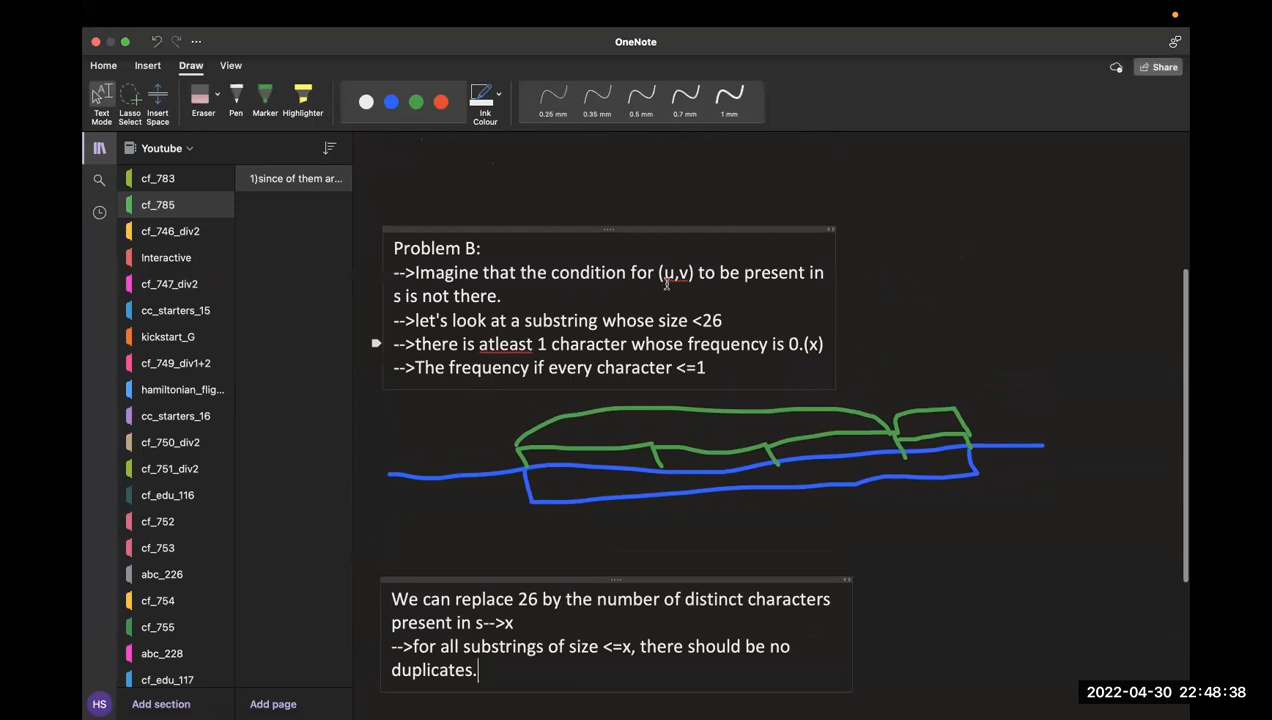 OneNote
Home Insert Draw View
Share
Text Mode
Lasso Select
Insert Space
Eraser
Pen
Marker
Highlighter
Ink Colour
0.25 mm
0.35 mm
0.5 mm
0.7 mm
1 mm
Youtube
cf_783
cf_785
cf_746_div2
Interactive
cf_747_div2
cc_starters_15
kickstart_G
cf_749_div1+2
hamiltonian_flig...
cc_starters_16
cf_750_div2
cf_751_div2
cf_edu_116
cf_752
cf_753
abc_226
cf_754
cf_755
abc_228
cf_edu_117
HS
Add section
1)since of them ar...
Add page
Problem B:
-->Imagine that the condition for (u,v) to be present in
s is not there.
-->let's look at a substring whose size <26
-->there is atleast 1 character whose frequency is 0.(x)
-->The frequency if every character <=1
We can replace 26 by the number of distinct characters
present in s-->x
-->for all substrings of size <=x, there should be no
duplicates.
2022-04-30 22:48:38